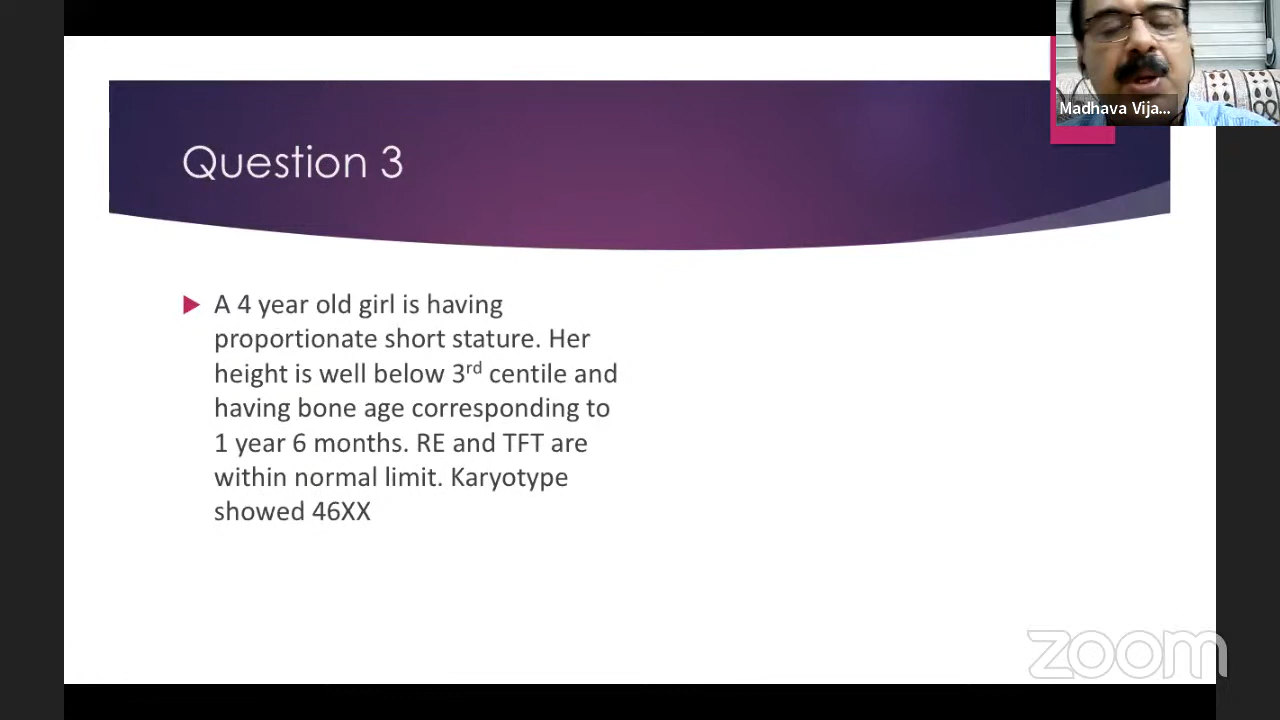 Madhava Vija...
Question 3
A 4 year old girl is having
proportionate short stature. Her
height is well below 3rd centile and
having bone age corresponding to
1 year 6 months. RE and TFT are
within normal limit. Karyotype
showed 46XX
zoom